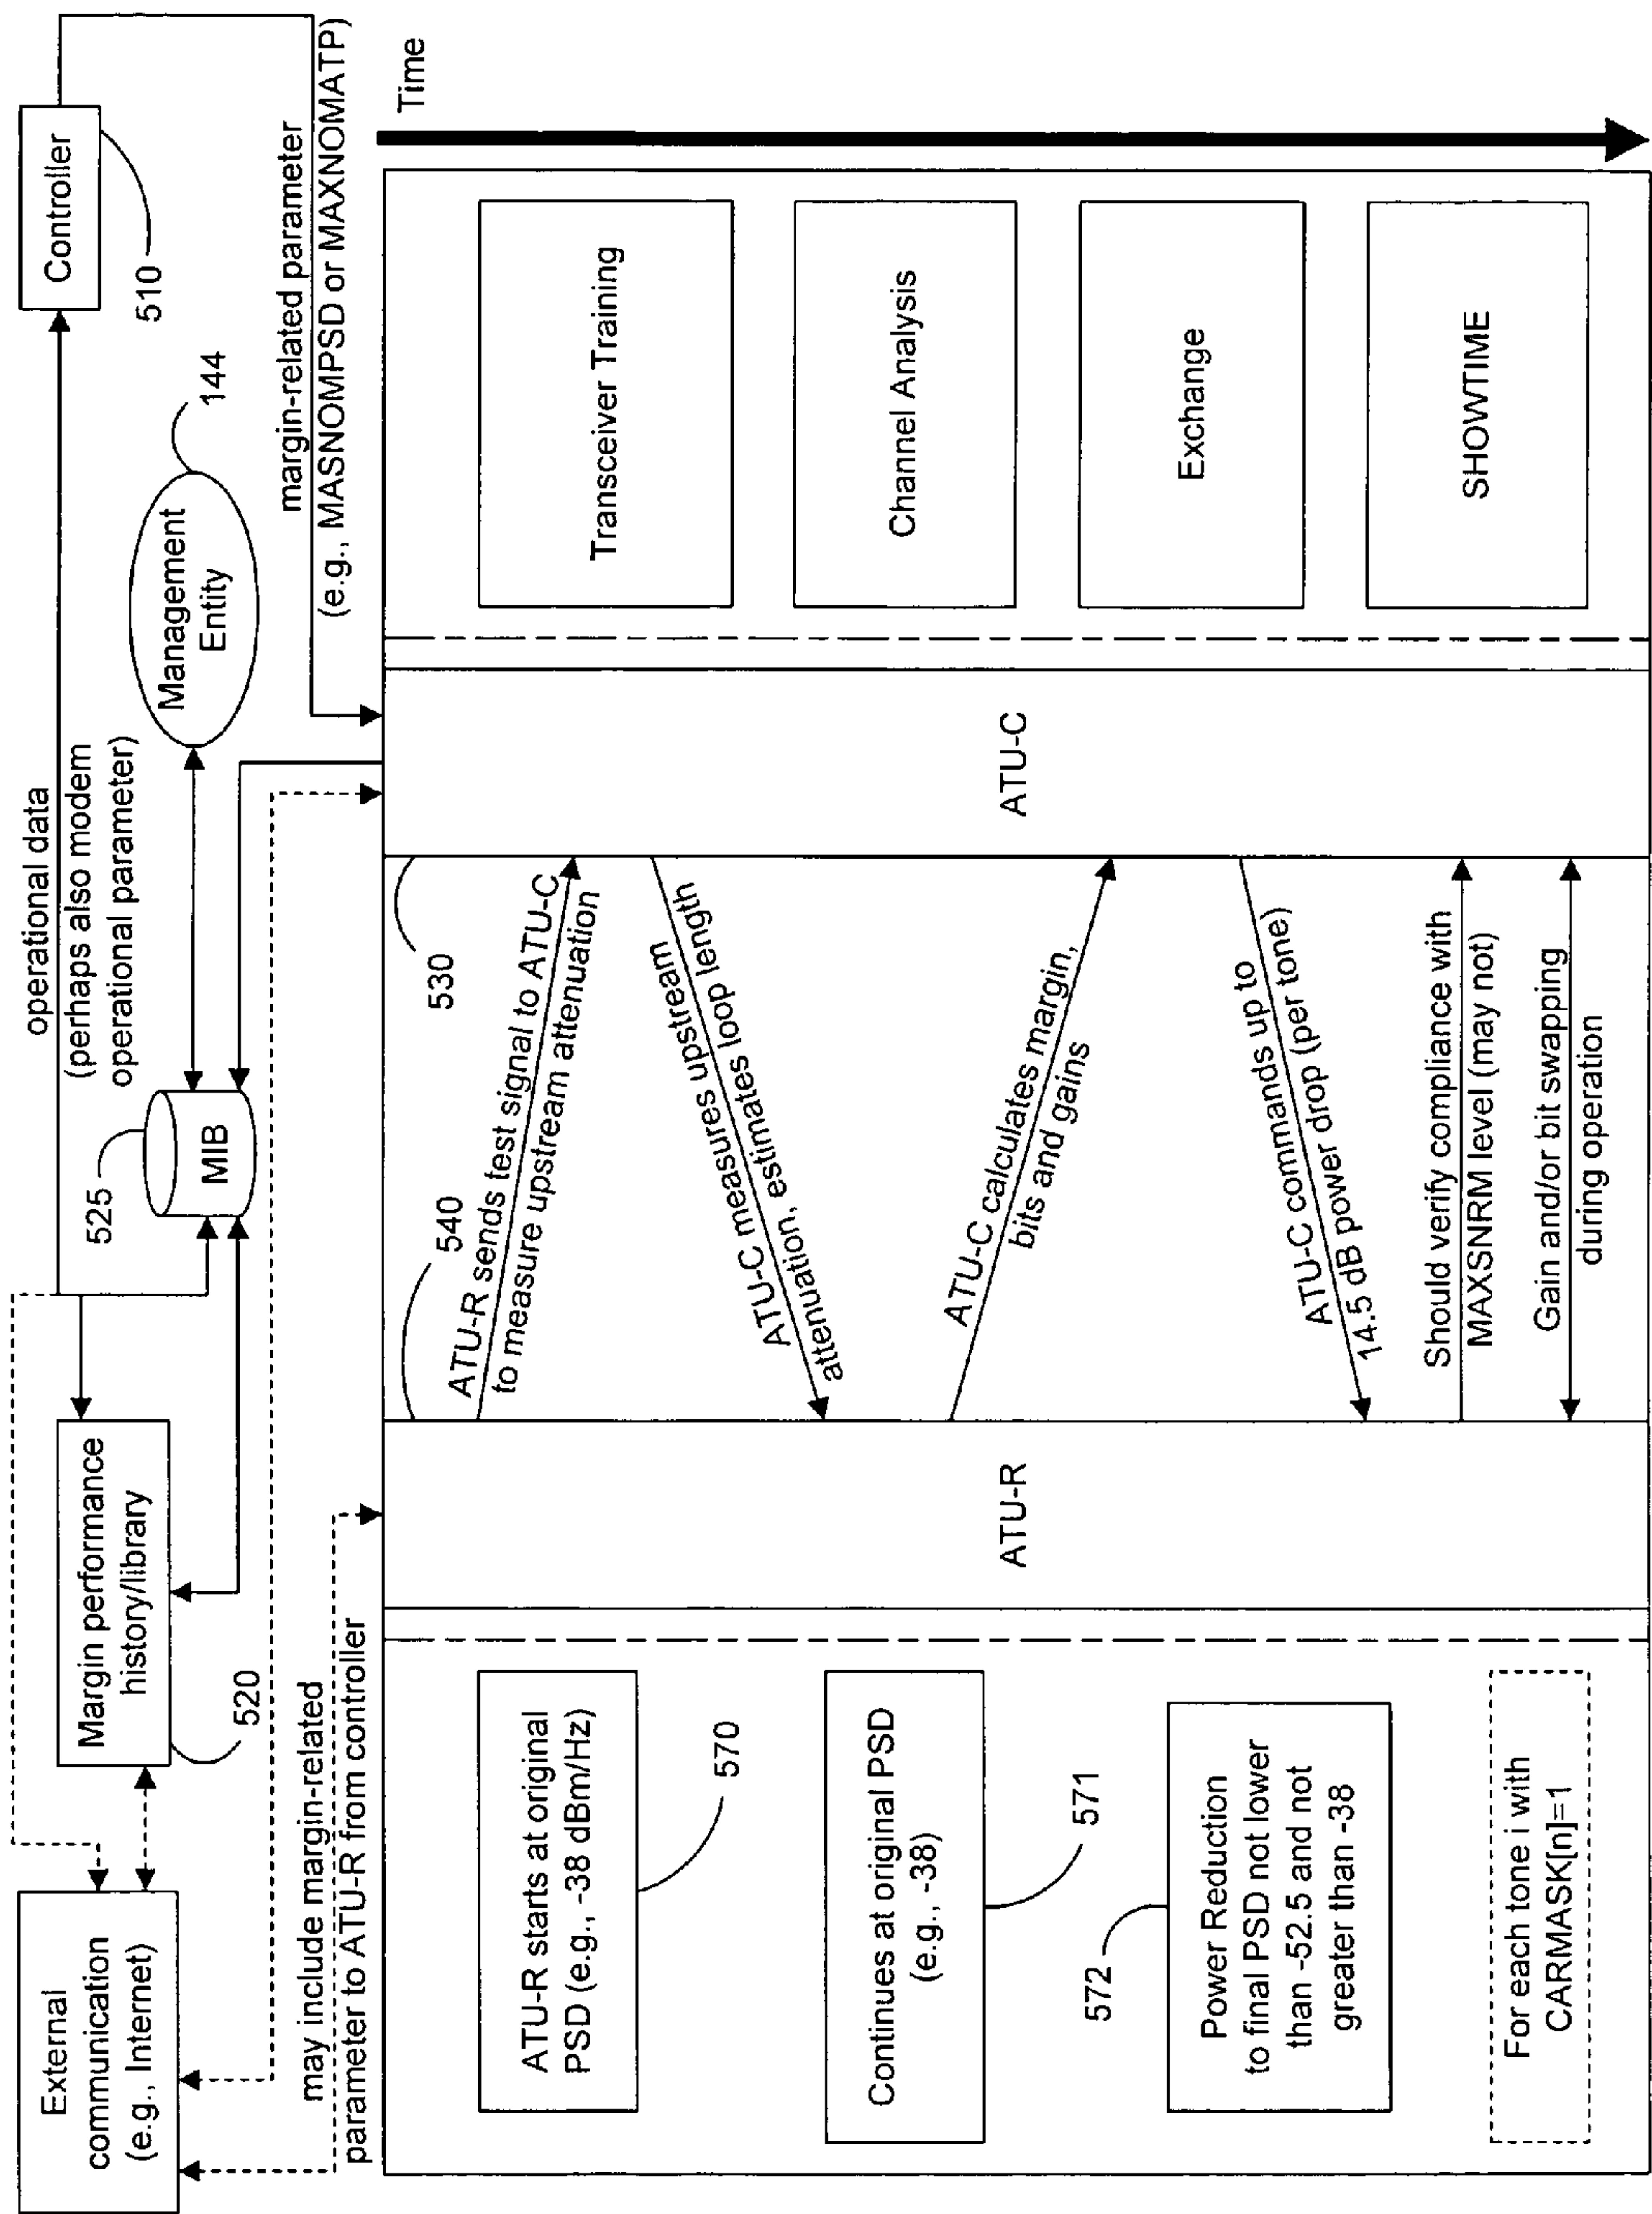 External
communication
(e.g., Internet)
Margin performance
history/library
520
525
MIB
operational data
(perhaps also modem
operational parameter)
Management
Entity
144
Controller
510
may include margin-related
parameter to ATU-R from controller
margin-related parameter
(e.g., MASNOMPSD or MAXNOMATP)
Time
540
530
ATU-R starts at original
PSD (e.g., -38 dBm/Hz)
570
Continues at original PSD
(e.g., -38)
571
572
Power Reduction
to final PSD not lower
than -52.5 and not
greater than -38
For each tone i with
CARMASK[n]=1
ATU-R
ATU-R sends test signal to ATU-C
to measure upstream attenuation
ATU-C measures upstream
attenuation, estimates loop length
ATU-C calculates margin,
bits and gains
ATU-C commands up to
14.5 dB power drop (per tone)
Should verify compliance with
MAXSNRM level (may not)
Gain and/or bit swapping
during operation
ATU-C
Transceiver Training
Channel Analysis
Exchange
SHOWTIME